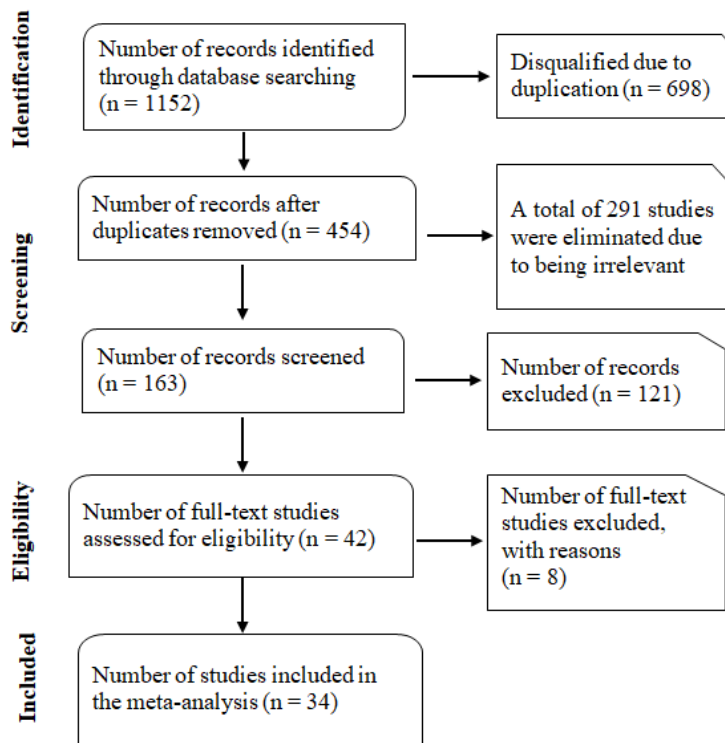 Identification
Number of records identified
through database searching
(n = 1152)
Disqualified due to
duplication (n = 698)
Screening
Number of records after
duplicates removed (n = 454)
A total of 291 studies
were eliminated due
to being irrelevant
Number of records screened
(n = 163)
Number of records
excluded (n = 121)
Eligibility
Number of full-text studies
assessed for eligibility (n = 42)
Number of full-text
studies excluded,
with reasons
(n = 8)
Included
Number of studies included in
the meta-analysis (n = 34)